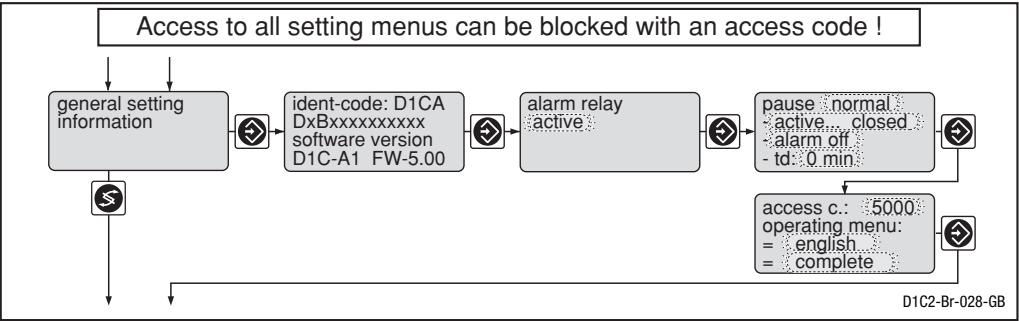 Access to all setting menus can be blocked with an access code !
general setting
information
ident-code: D1CA
DxBxxxxxxxxxx
software version
D1C-A1 FW-5.00
alarm relay
active
pause normal
- active closed
- alarm off
- td: 0 min
access c.: 5000
operating menu:
= english
= complete
D1C2-Br-028-GB